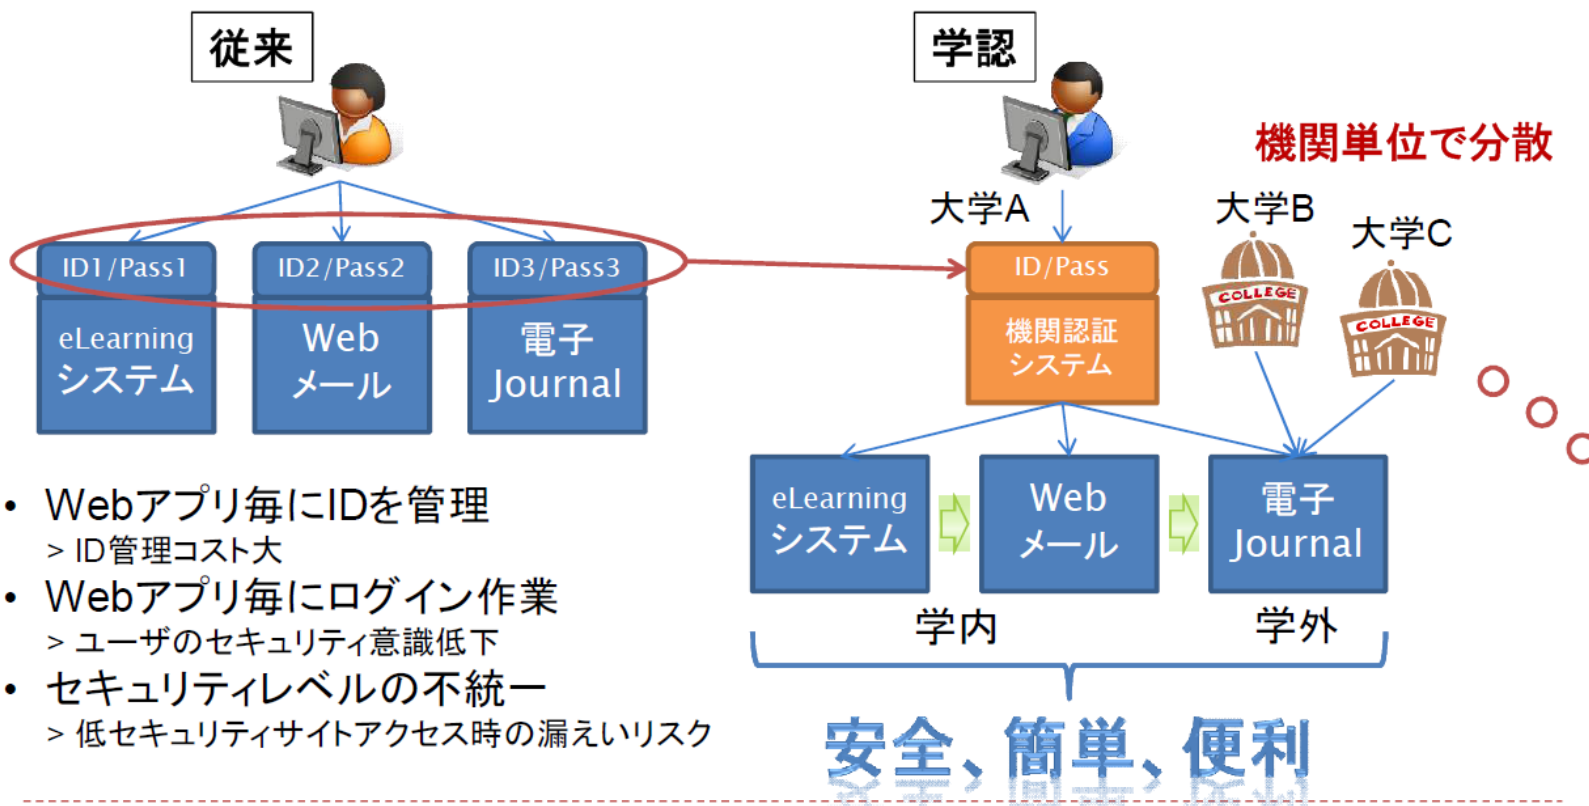 従来
ID1/Pass1
ID2/Pass2
ID3/Pass3
eLearning
システム
Web
メール
電子
Journal
• Webアプリ毎にIDを管理
> ID管理コスト大
• Webアプリ毎にログイン作業
> ユーザのセキュリティ意識低下
• セキュリティレベルの不統一
> 低セキュリティサイトアクセス時の漏えいリスク
学認
機関単位で分散
大学A
大学B
大学C
COLLEGE
COLLEGE
ID/Pass
機関認証
システム
eLearning
システム
Web
メール
電子
Journal
学内
学外
安全、簡単、便利